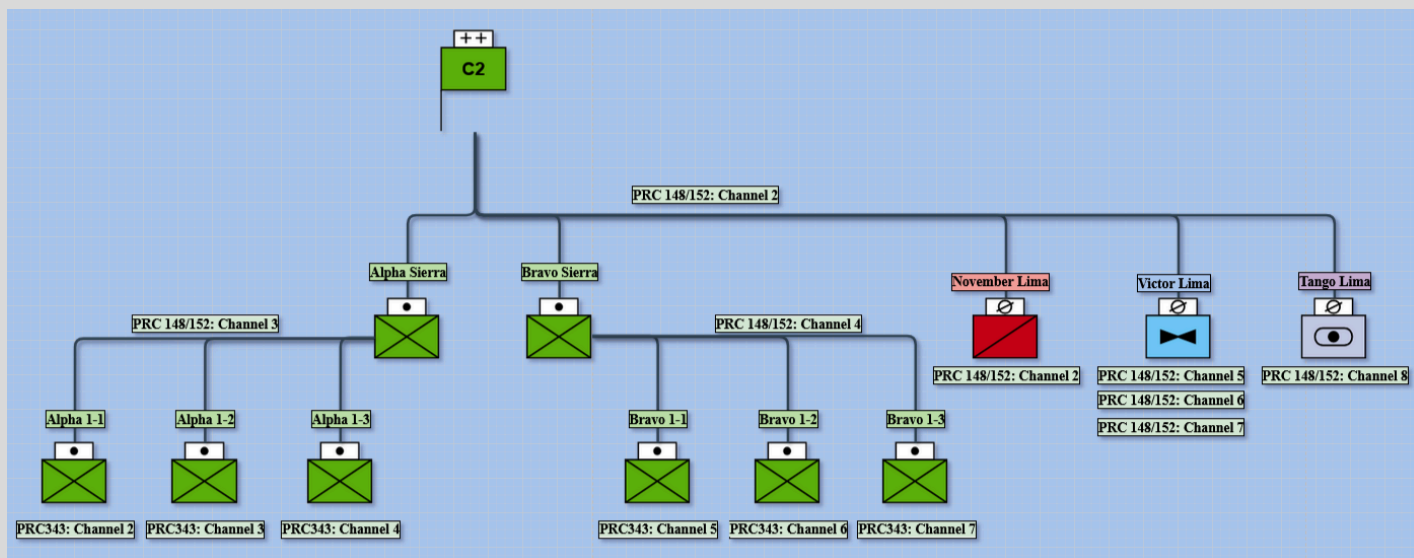 ++
C2
PRC 148/152: Channel 2
Alpha Sierra
Bravo Sierra
November Lima
Victor Lima
Tango Lima
PRC 148/152: Channel 3
PRC 148/152: Channel 4
PRC 148/152: Channel 2
PRC 148/152: Channel 5
PRC 148/152: Channel 8
PRC 148/152: Channel 6
PRC 148/152: Channel 7
Alpha 1-1
Alpha 1-2
Alpha 1-3
Bravo 1-1
Bravo 1-2
Bravo 1-3
PRC343: Channel 2
PRC343: Channel 3
PRC343: Channel 4
PRC343: Channel 5
PRC343: Channel 6
PRC343: Channel 7